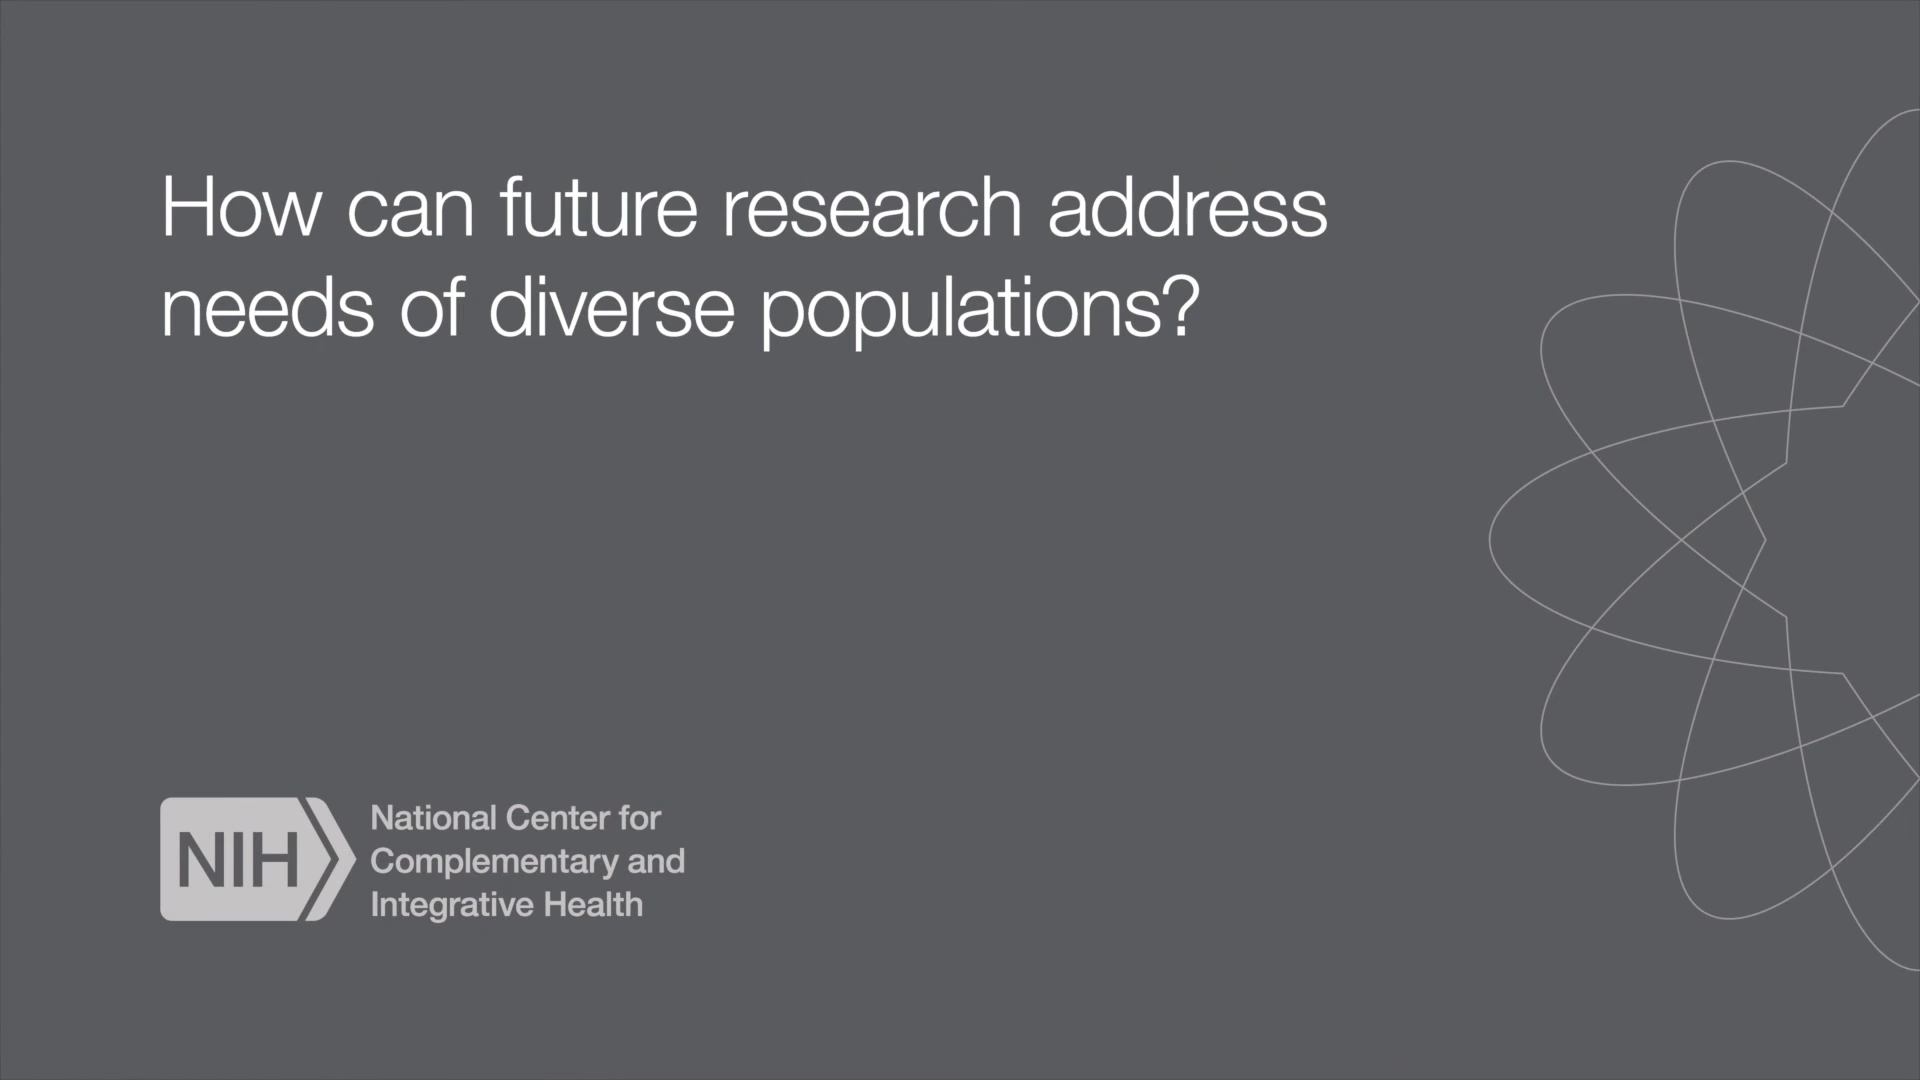 How can future research address
needs of diverse populations?
NIH
National Center for
Complementary and
Integrative Health